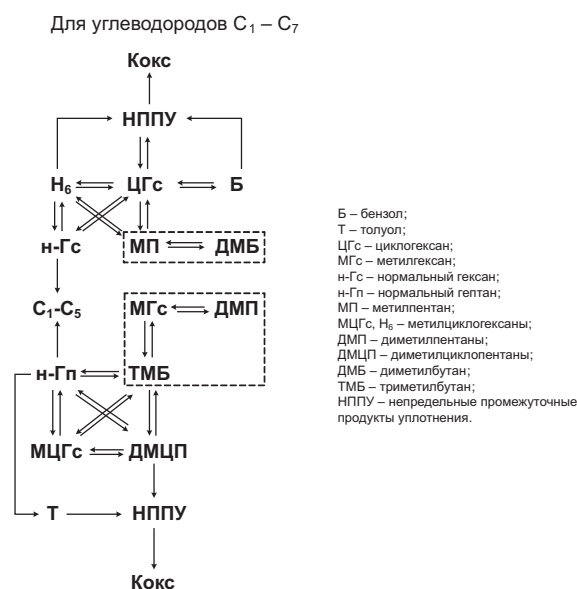 Для углеводородов C₁ – C₇
Кокс
НППУ
Н₆ ЦГс Б
н-Гс МП ДМБ
С₁-С₅ МГс ДМП
н-Гп ТМБ
МЦГс ДМЦП
Т НППУ
Кокс
Б – бензол;
Т – толуол;
ЦГс – циклогексан;
МГс – метилгексан;
н-Гс – нормальный гексан;
н-Гп – нормальный гептан;
МП – метилпентан;
МЦГс, Н₆ – метилциклогексаны;
ДМП – диметилпентаны;
ДМЦП – диметилциклопентаны;
ДМБ – диметилбутан;
ТМБ – триметилбутан;
НППУ – непредельные промежуточные
продукты уплотнения.